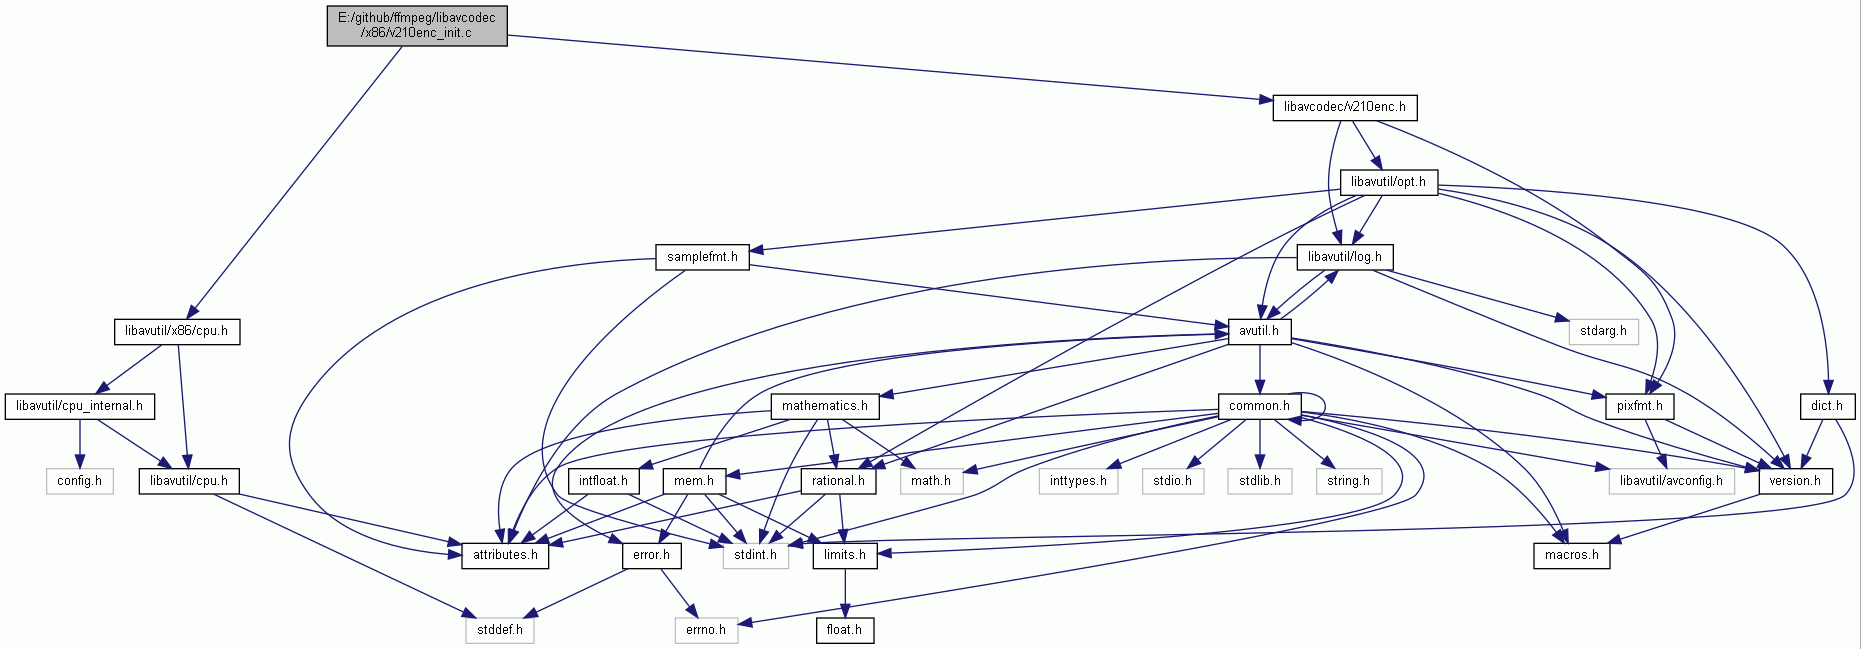 E:/github/ffmpeg/libavcodec
/x86/v210enc_init.c
libavcodec/v210enc.h
libavutil/opt.h
samplefmt.h
libavutil/log.h
libavutil/x86/cpu.h
avutil.h
stdarg.h
libavutil/cpu_internal.h
mathematics.h
common.h
pixfmt.h
dict.h
config.h
libavutil/cpu.h
intfloat.h
mem.h
rational.h
math.h
inttypes.h
stdio.h
stdlib.h
string.h
libavutil/avconfig.h
version.h
attributes.h
error.h
stdint.h
limits.h
macros.h
stddef.h
errno.h
float.h